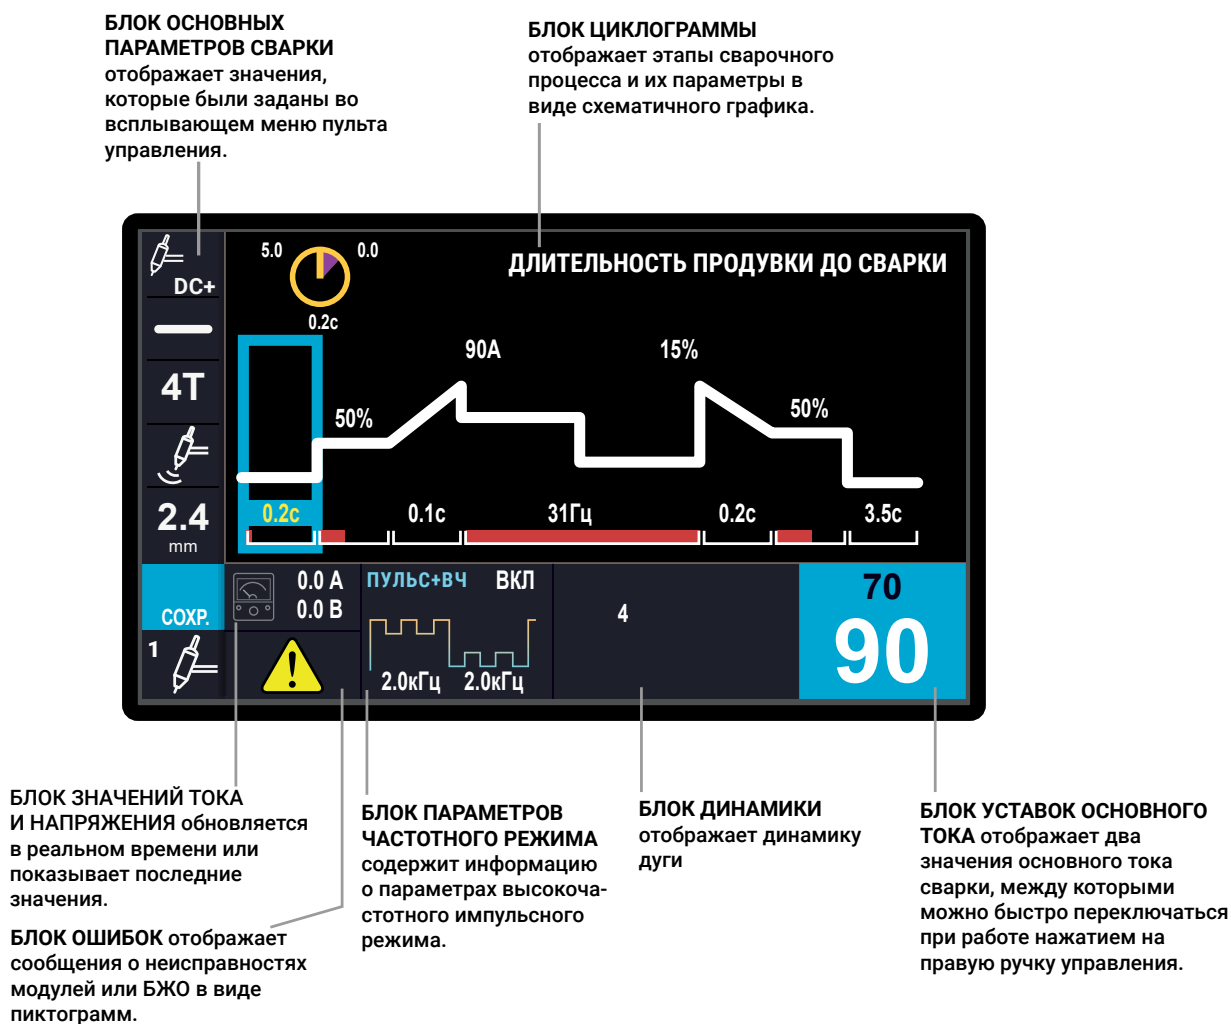 БЛОК ОСНОВНЫХ
ПАРАМЕТРОВ СВАРКИ
отображает значения,
которые были заданы во
всплывающем меню пульта
управления.
БЛОК ЦИКЛОГРАММЫ
отображает этапы сварочного
процесса и их параметры в
виде схематичного графика.
DC+
4T
2.4
mm
СОХР.
1
5.0
0.0
0.2с
ДЛИТЕЛЬНОСТЬ ПРОДУВКИ ДО СВАРКИ
90А
15%
50%
50%
0.2с
0.1с
31Гц
0.2с
3.5с
0.0 А
0.0 В
ПУЛЬС+ВЧ
ВКЛ
2.0кГц
2.0кГц
4
70
90
БЛОК ЗНАЧЕНИЙ ТОКА
И НАПРЯЖЕНИЯ обновляется
в реальном времени или
показывает последние
значения.
БЛОК ОШИБОК отображает
сообщения о неисправностях
модулей или БЖО в виде
пиктограмм.
БЛОК ПАРАМЕТРОВ
ЧАСТОТНОГО РЕЖИМА
содержит информацию
о параметрах высокоча-
стотного импульсного
режима.
БЛОК ДИНАМИКИ
отображает динамику
дуги
БЛОК УСТАВОК ОСНОВНОГО
ТОКА отображает два
значения основного тока
сварки, между которыми
можно быстро переключаться
при работе нажатием на
правую ручку управления.